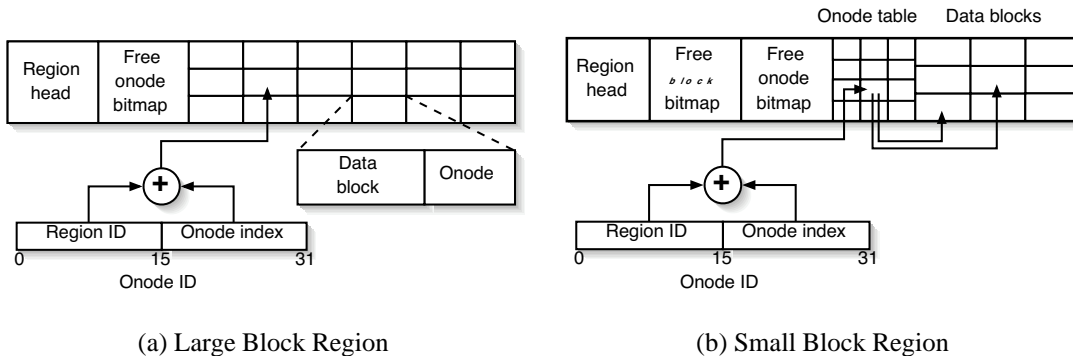 Region
head
Free
onode
bitmap
Data
block
Onode
+
Region ID
Onode index
0
15
31
Onode ID
(a) Large Block Region
Onode table
Data blocks
Region
head
Free
block
bitmap
Free
onode
bitmap
+
Region ID
Onode index
0
15
31
Onode ID
(b) Small Block Region